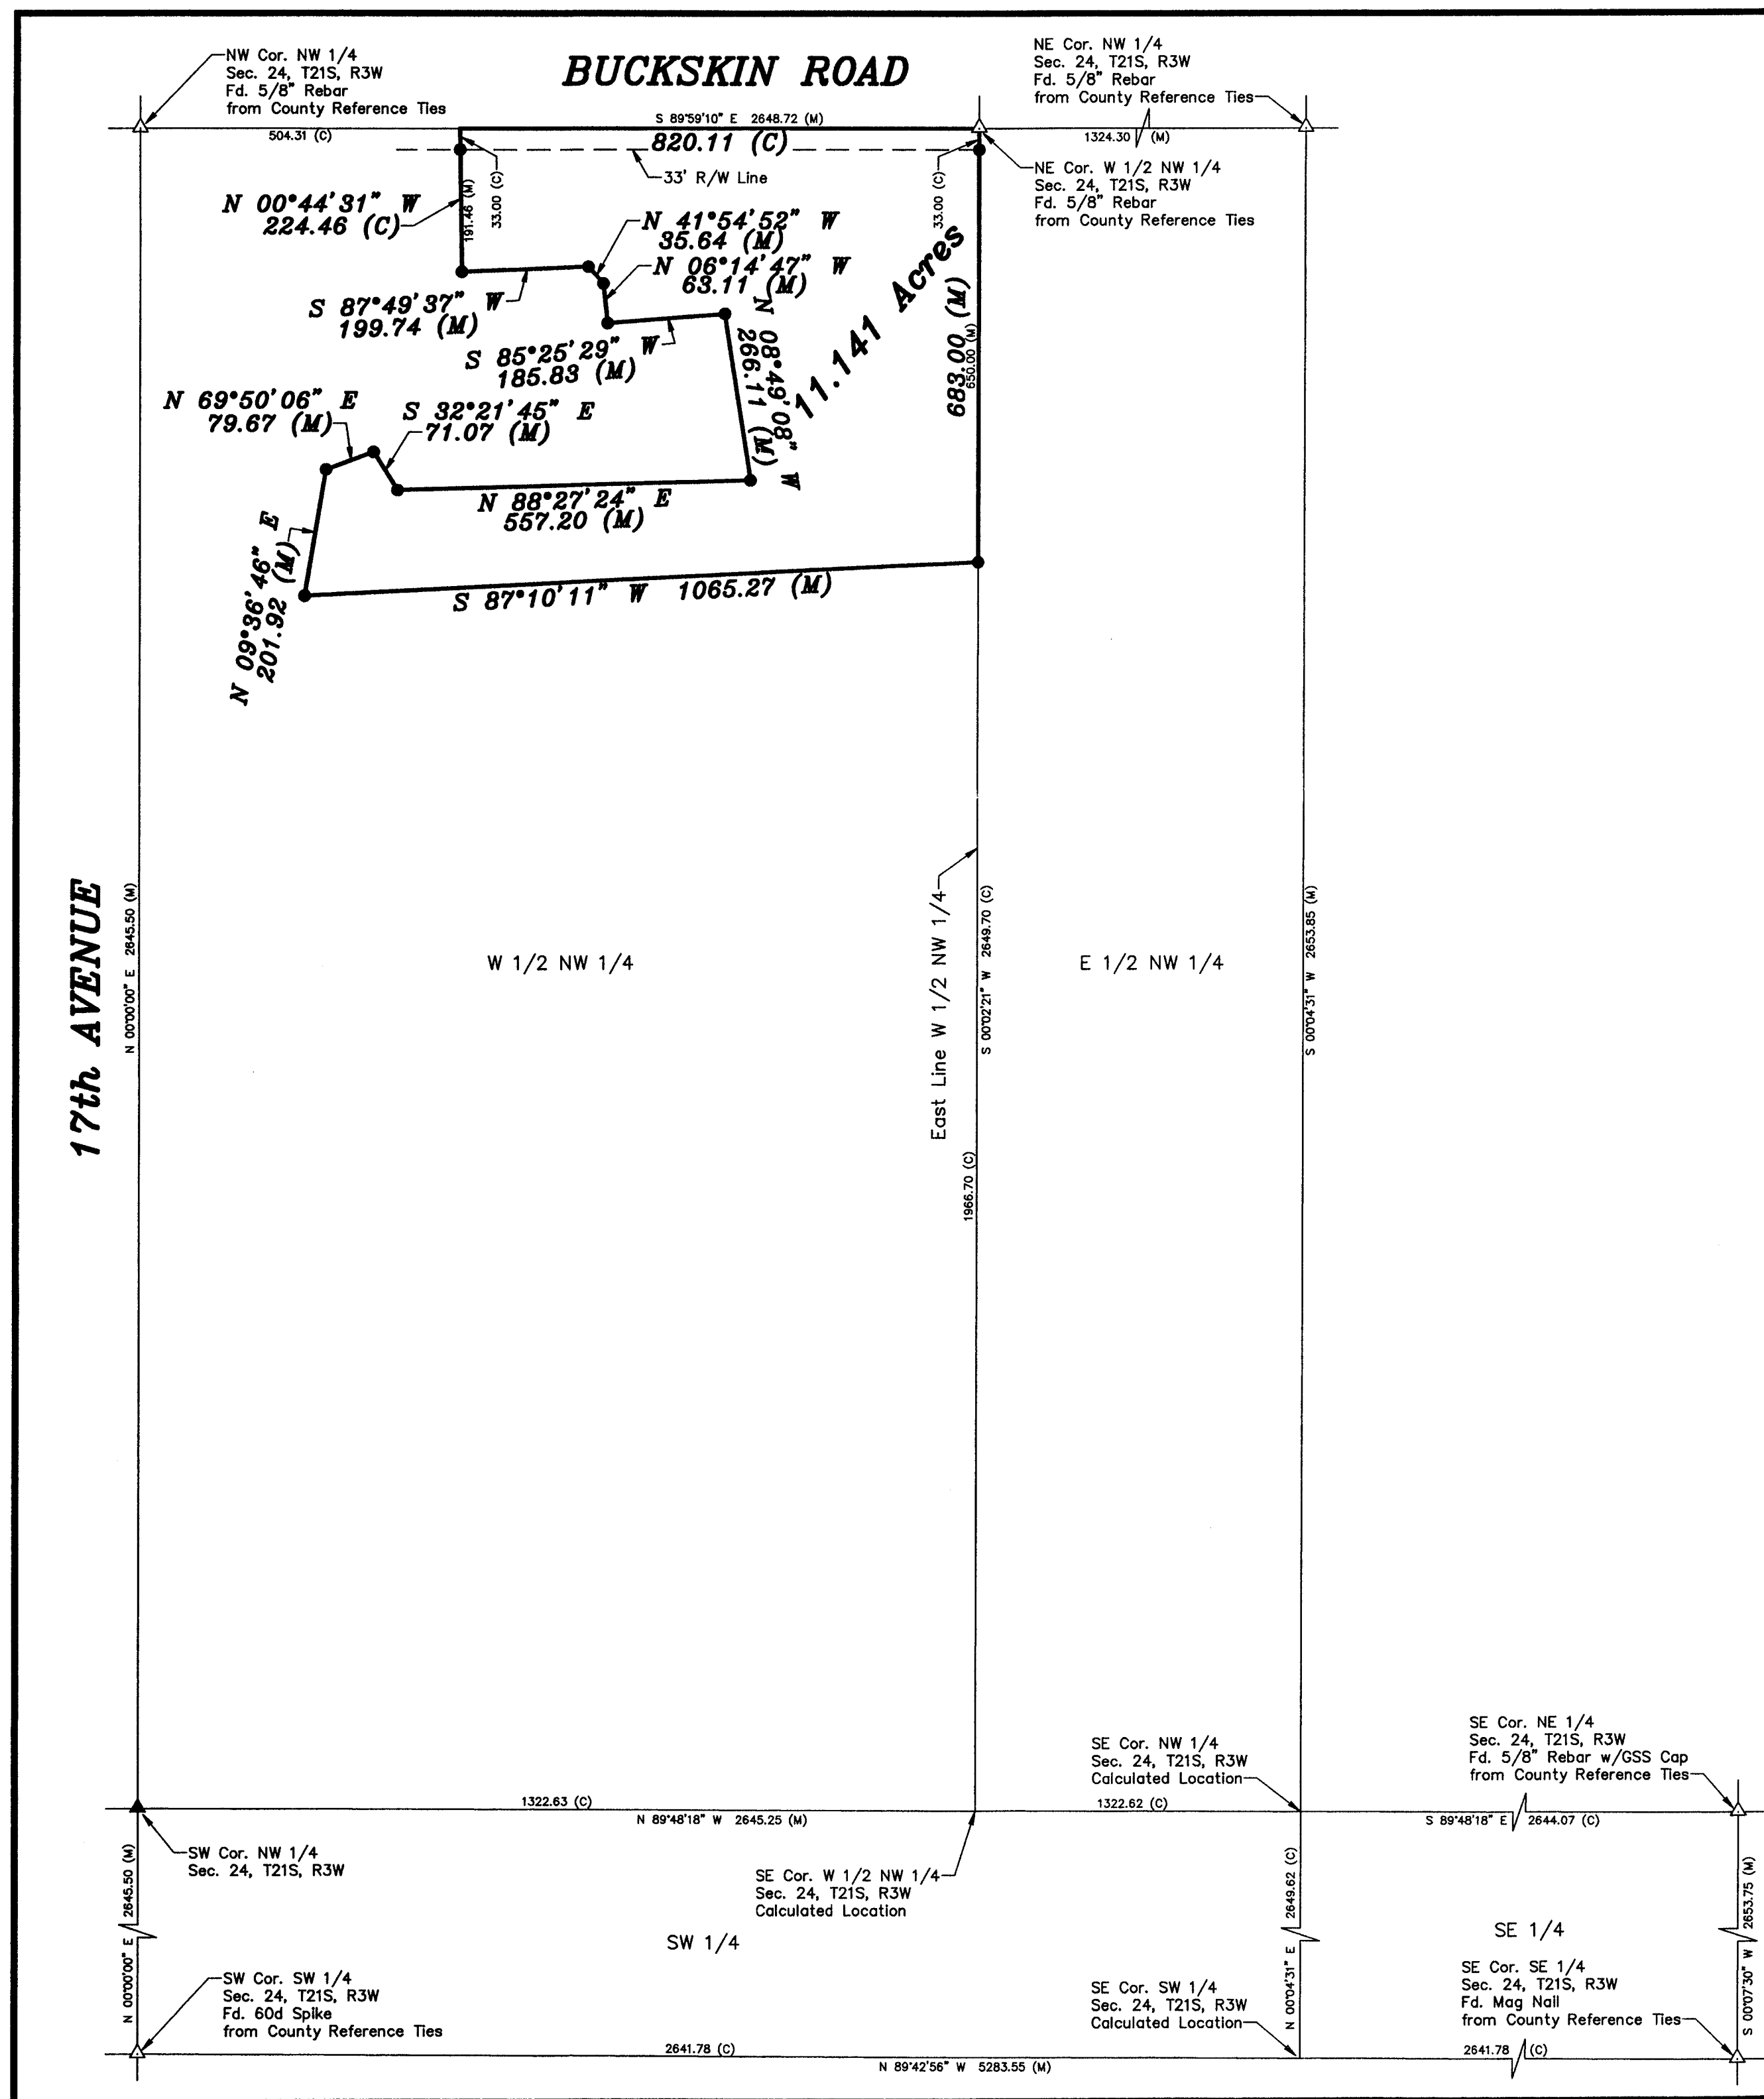 NW Cor. NW 1/4
Sec. 24, T21S, R3W
Fd. 5/8" Rebar
from County Reference Ties
BUCKSKIN ROAD
NE Cor. NW 1/4
Sec. 24, T21S, R3W
Fd. 5/8" Rebar
from County Reference Ties
504.31 (C)
S 89°59'10" E 2648.72 (M)
820.11 (C)
1324.30 (M)
33' R/W Line
NE Cor. W 1/2 NW 1/4
Sec. 24, T21S, R3W
Fd. 5/8" Rebar
from County Reference Ties
N 00°44'31" W
224.46 (C)
191.46 (M)
33.00 (C)
33.00 (C)
N 41°54'52" W
35.64 (M)
N 06°14'47" W
63.11 (M)
S 87°49'37" W
199.74 (M)
S 85°25'29" W
185.83 (M)
N 08°49'08" W
266.11 (M)
11.141 Acres
683.00 (M)
650.00 (M)
N 69°50'06" E
79.67 (M)
S 32°21'45" E
71.07 (M)
N 88°27'24" E
557.20 (M)
N 09°36'46" E
201.92 (M)
S 87°10'11" W 1065.27 (M)
17th AVENUE
N 00°00'00" E 2645.50 (M)
W 1/2 NW 1/4
East Line W 1/2 NW 1/4
S 00°02'21" W 2649.70 (C)
E 1/2 NW 1/4
S 00°04'31" W 2653.85 (M)
1966.70 (C)
SE Cor. NW 1/4
Sec. 24, T21S, R3W
Calculated Location
SE Cor. NE 1/4
Sec. 24, T21S, R3W
Fd. 5/8" Rebar w/GSS Cap
from County Reference Ties
1322.63 (C)
N 89°48'18" W 2645.25 (M)
1322.62 (C)
S 89°48'18" E 2644.07 (C)
SW Cor. NW 1/4
Sec. 24, T21S, R3W
SE Cor. W 1/2 NW 1/4
Sec. 24, T21S, R3W
Calculated Location
N 00°00'00" E 2645.50 (M)
SW 1/4
N 00°04'31" E 2649.62 (C)
SE 1/4
S 00°07'30" W 2653.75 (M)
SW Cor. SW 1/4
Sec. 24, T21S, R3W
Fd. 60d Spike
from County Reference Ties
SE Cor. SW 1/4
Sec. 24, T21S, R3W
Calculated Location
SE Cor. SE 1/4
Sec. 24, T21S, R3W
Fd. Mag Nail
from County Reference Ties
2641.78 (C)
N 89°42'56" W 5283.55 (M)
2641.78 (C)